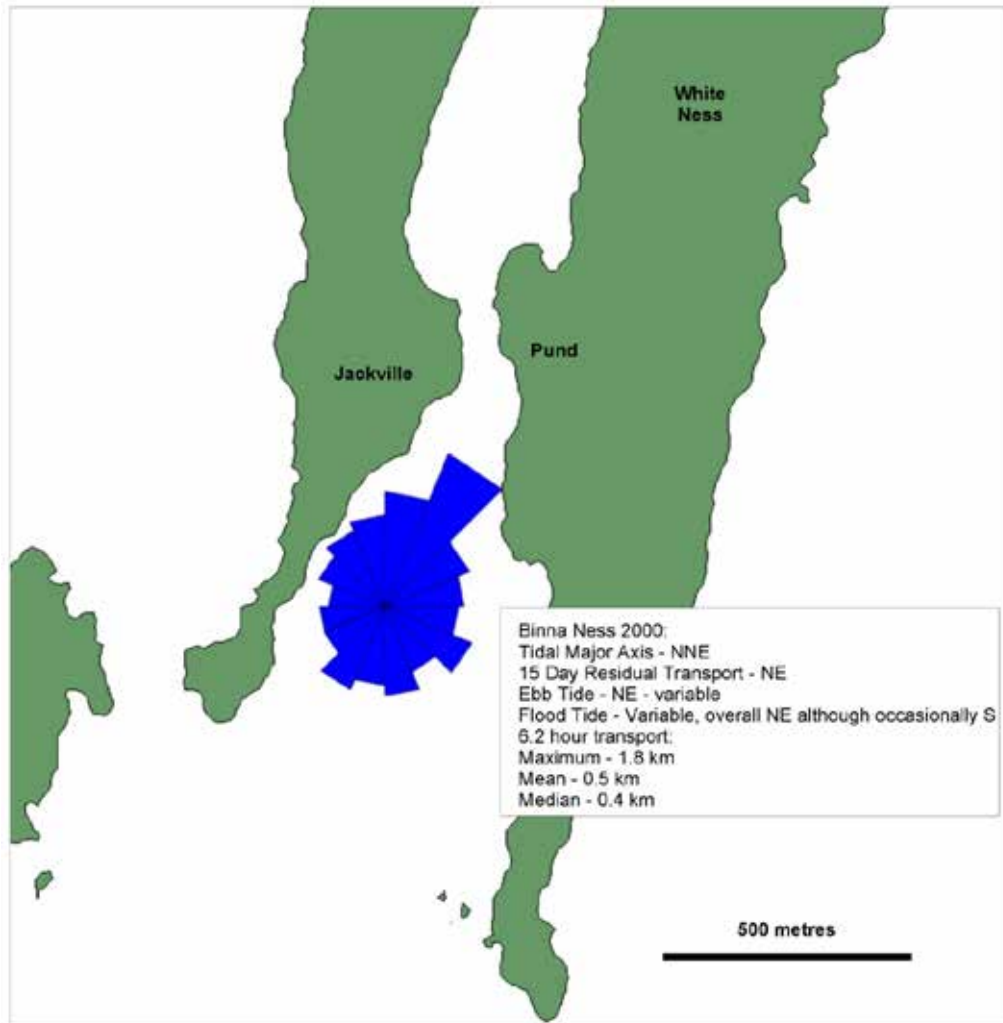 White
Ness
Pund
Jackville
Binna Ness 2000:
Tidal Major Axis - NNE
15 Day Residual Transport - NE
Ebb Tide - NE - variable
Flood Tide - Variable, overall NE although occasionally S
6.2 hour transport:
Maximum - 1.8 km
Mean - 0.5 km
Median - 0.4 km
500 metres